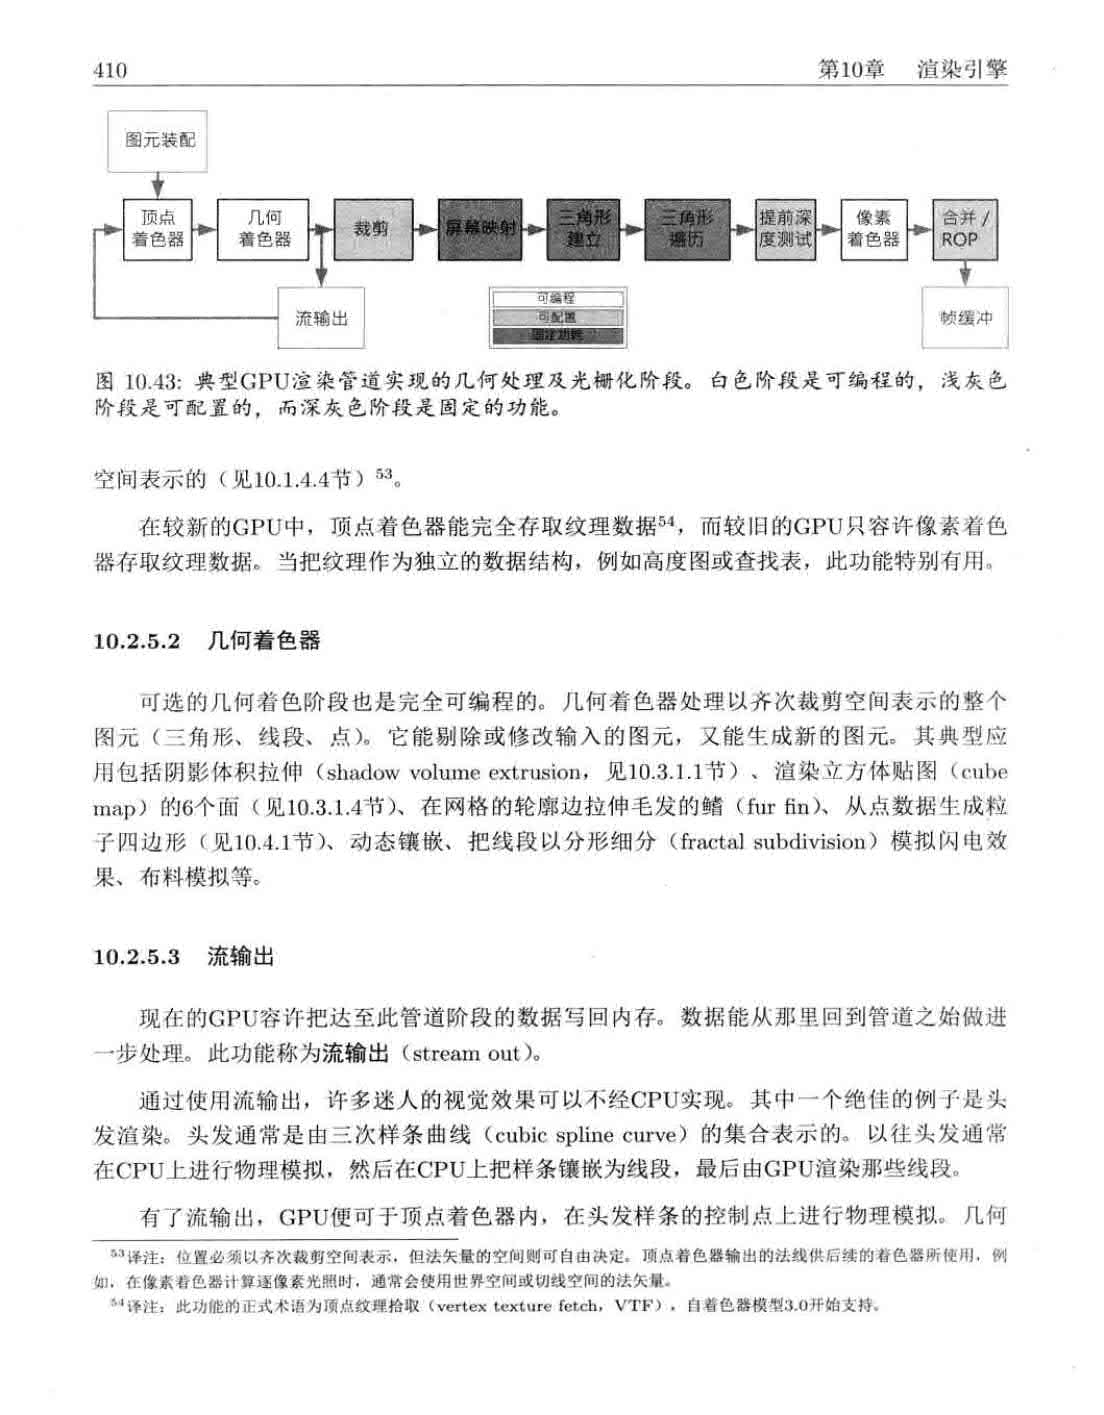 410
第10章 渲染引擎
图元装配
顶点
着色器
几何
着色器
裁剪
屏幕映射
三角形
建立
三角形
遍历
提前深
度测试
像素
着色器
合并 /
ROP
流输出
可编程
可配置
固定功能
帧缓冲
图 10.43: 典型GPU渲染管道实现的几何处理及光栅化阶段。白色阶段是可编程的，浅灰色
阶段是可配置的，而深灰色阶段是固定的功能。
空间表示的（见10.1.4.4节）53。
在较新的GPU中，顶点着色器能完全存取纹理数据54，而较旧的GPU只容许像素着色
器存取纹理数据。当把纹理作为独立的数据结构，例如高度图或查找表，此功能特别有用。
10.2.5.2 几何着色器
可选的几何着色阶段也是完全可编程的。几何着色器处理以齐次裁剪空间表示的整个
图元（三角形、线段、点）。它能剔除或修改输入的图元，又能生成新的图元。其典型应
用包括阴影体积拉伸（shadow volume extrusion，见10.3.1.1节）、渲染立方体贴图（cube
map）的6个面（见10.3.1.4节）、在网格的轮廓边拉伸毛发的鳍（fur fin）、从点数据生成粒
子四边形（见10.4.1节）、动态镶嵌、把线段以分形细分（fractal subdivision）模拟闪电效
果、布料模拟等。
10.2.5.3 流输出
现在的GPU容许把达至此管道阶段的数据写回内存。数据能从那里回到管道之始做进
一步处理。此功能称为流输出（stream out）。
通过使用流输出，许多迷人的视觉效果可以不经CPU实现。其中一个绝佳的例子是头
发渲染。头发通常是由三次样条曲线（cubic spline curve）的集合表示的。以往头发通常
在CPU上进行物理模拟，然后在CPU上把样条镶嵌为线段，最后由GPU渲染那些线段。
有了流输出，GPU便可于顶点着色器内，在头发样条的控制点上进行物理模拟。几何
53译注：位置必须以齐次裁剪空间表示，但法矢量的空间则可自由决定。顶点着色器输出的法线供后续的着色器所使用，例
如，在像素着色器计算逐像素光照时，通常会使用世界空间或切线空间的法矢量。
54译注：此功能的正式术语为顶点纹理拾取（vertex texture fetch，VTF），自着色器模型3.0开始支持。